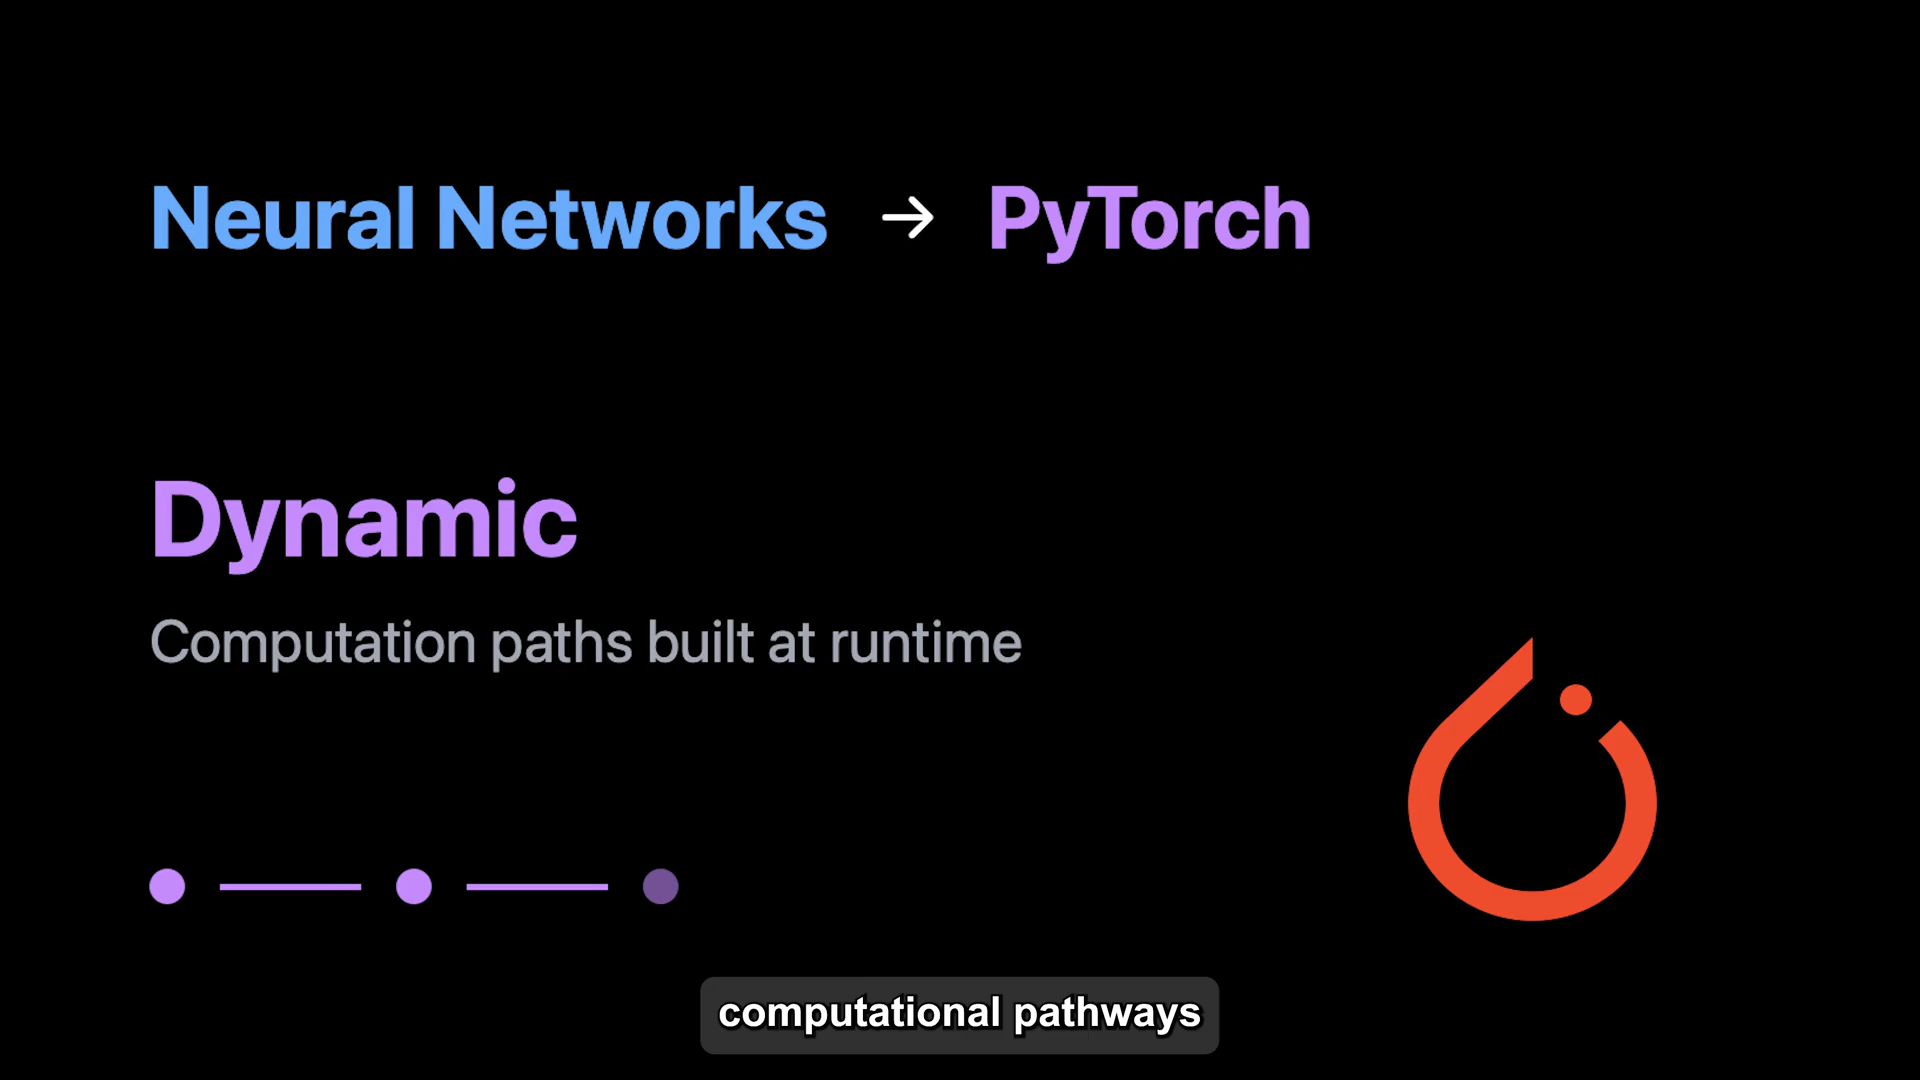 Neural Networks → PyTorch
Dynamic
Computation paths built at runtime
computational pathways